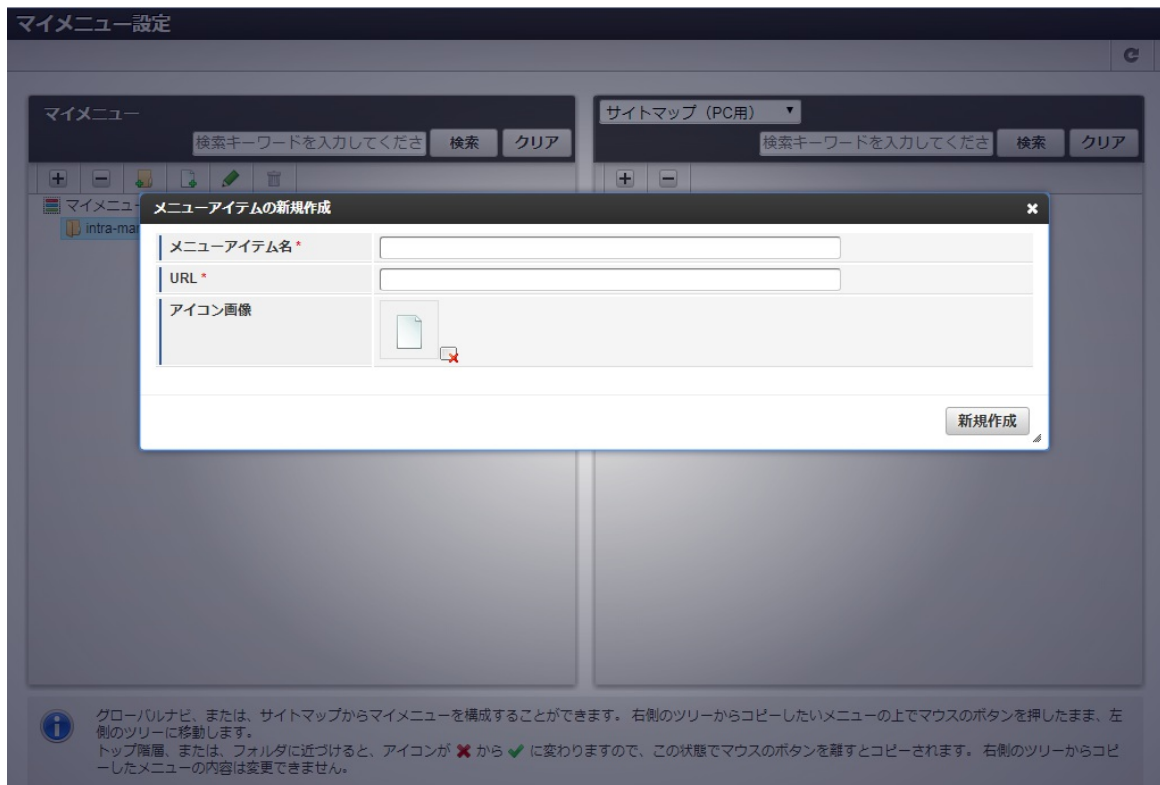 マイメニュー設定
マイメニュー
サイトマップ（PC用）
検索キーワードを入力してくださ 検索 クリア
検索キーワードを入力してくださ 検索 クリア
マイメニュー
intra-mar
メニューアイテムの新規作成
メニューアイテム名 *
URL *
アイコン画像
新規作成
グローバルナビ、または、サイトマップからマイメニューを構成することができます。 右側のツリーからコピーしたいメニューの上でマウスのボタンを押したまま、左
側のツリーに移動します。
トップ階層、または、フォルダに近づけると、アイコンが から に変わりますので、この状態でマウスのボタンを離すとコピーされます。 右側のツリーからコピ
ーしたメニューの内容は変更できません。